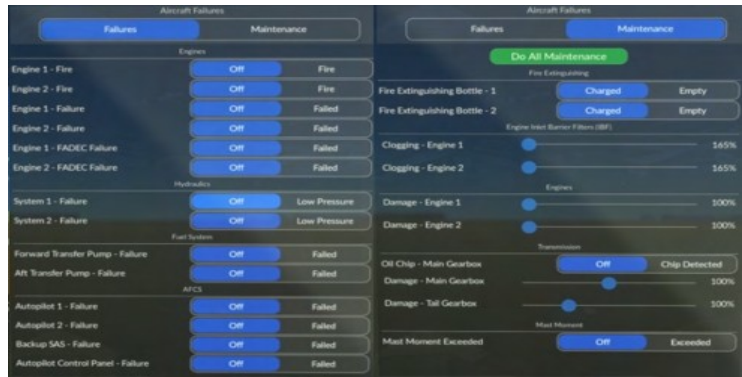 Aircraft Failures
Failures Maintenance
Engines
Engine 1 - Fire Off Fire
Engine 2 - Fire Off Fire
Engine 1 - Failure Off Failed
Engine 2 - Failure Off Failed
Engine 1 - FADEC Failure Off Failed
Engine 2 - FADEC Failure Off Failed
Hydraulics
System 1 - Failure Off Low Pressure
System 2 - Failure Off Low Pressure
Fuel System
Forward Transfer Pump - Failure Off Failed
Aft Transfer Pump - Failure Off Failed
AFCS
Autopilot 1 - Failure Off Failed
Autopilot 2 - Failure Off Failed
Backup SAS - Failure Off Failed
Autopilot Control Panel - Failure Off Failed
Aircraft Failures
Failures Maintenance
Do All Maintenance
Fire Extinguishing
Fire Extinguishing Bottle - 1 Charged Empty
Fire Extinguishing Bottle - 2 Charged Empty
Engine Inlet Barrier Filters (IBF)
Clogging - Engine 1 165%
Clogging - Engine 2 165%
Engines
Damage - Engine 1 100%
Damage - Engine 2 100%
Transmission
Oil Chip - Main Gearbox Off Chip Detected
Damage - Main Gearbox 100%
Damage - Tail Gearbox 100%
Mast Moment
Mast Moment Exceeded Off Exceeded